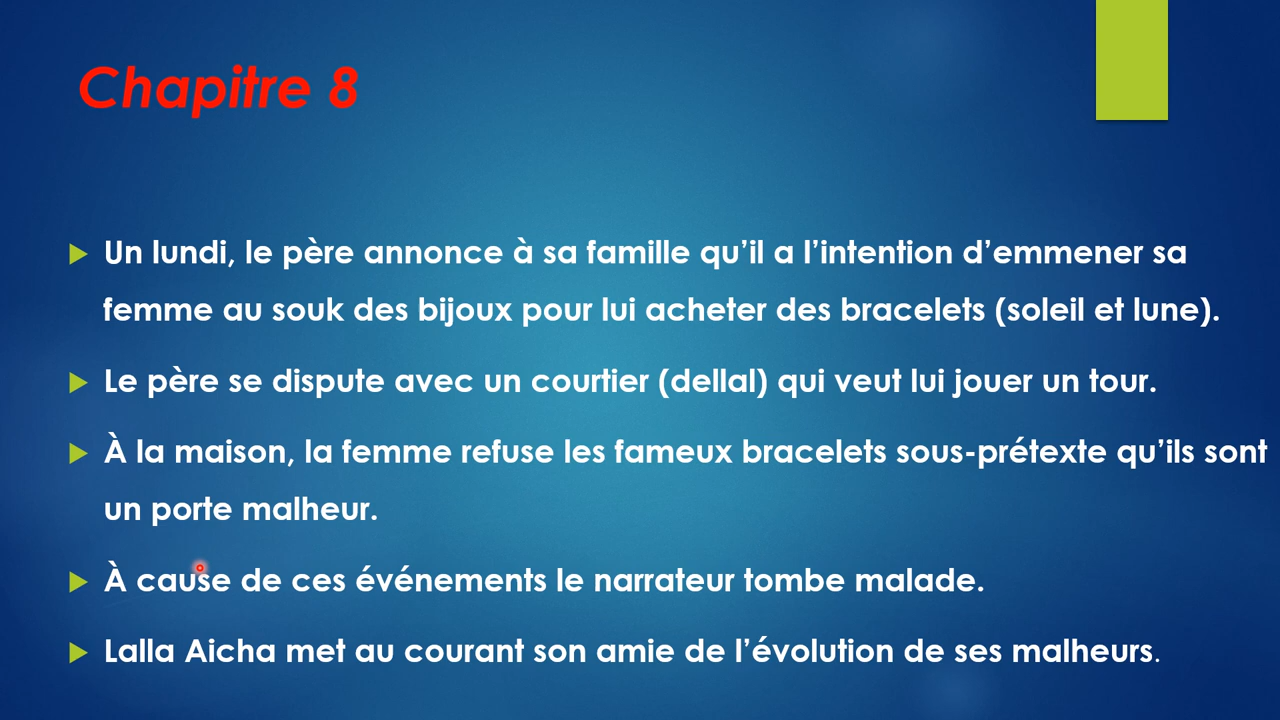 Chapitre 8
Un lundi, le père annonce à sa famille qu’il a l’intention d’emmener sa
femme au souk des bijoux pour lui acheter des bracelets (soleil et lune).
Le père se dispute avec un courtier (dellal) qui veut lui jouer un tour.
À la maison, la femme refuse les fameux bracelets sous-prétexte qu’ils sont
un porte malheur.
À cause de ces événements le narrateur tombe malade.
Lalla Aicha met au courant son amie de l’évolution de ses malheurs.